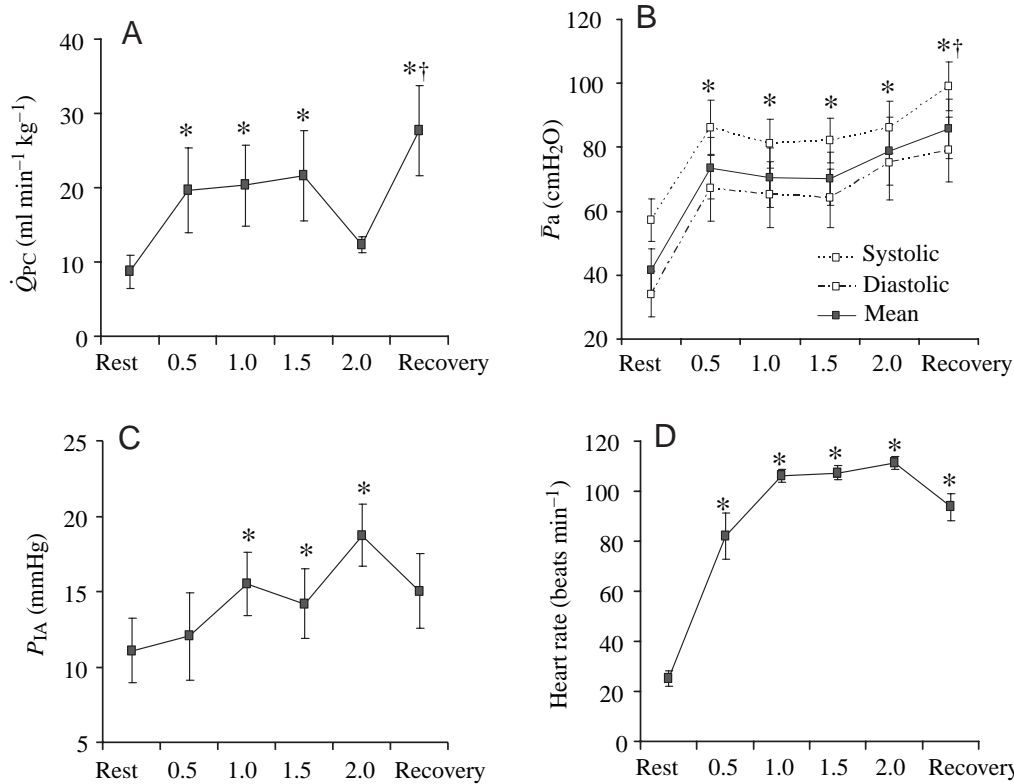 A
40
30
20
10
0
Q̇PC (ml min–1 kg–1)
*
*
*
*†
Rest 0.5 1.0 1.5 2.0 Recovery
B
120
100
80
60
40
20
P̅a (cmH2O)
*
*
*
*
*†
Systolic
Diastolic
Mean
Rest 0.5 1.0 1.5 2.0 Recovery
C
25
20
15
10
5
PIA (mmHg)
*
*
*
Rest 0.5 1.0 1.5 2.0 Recovery
D
120
100
80
60
40
20
0
Heart rate (beats min–1)
*
*
*
*
*
Rest 0.5 1.0 1.5 2.0 Recovery